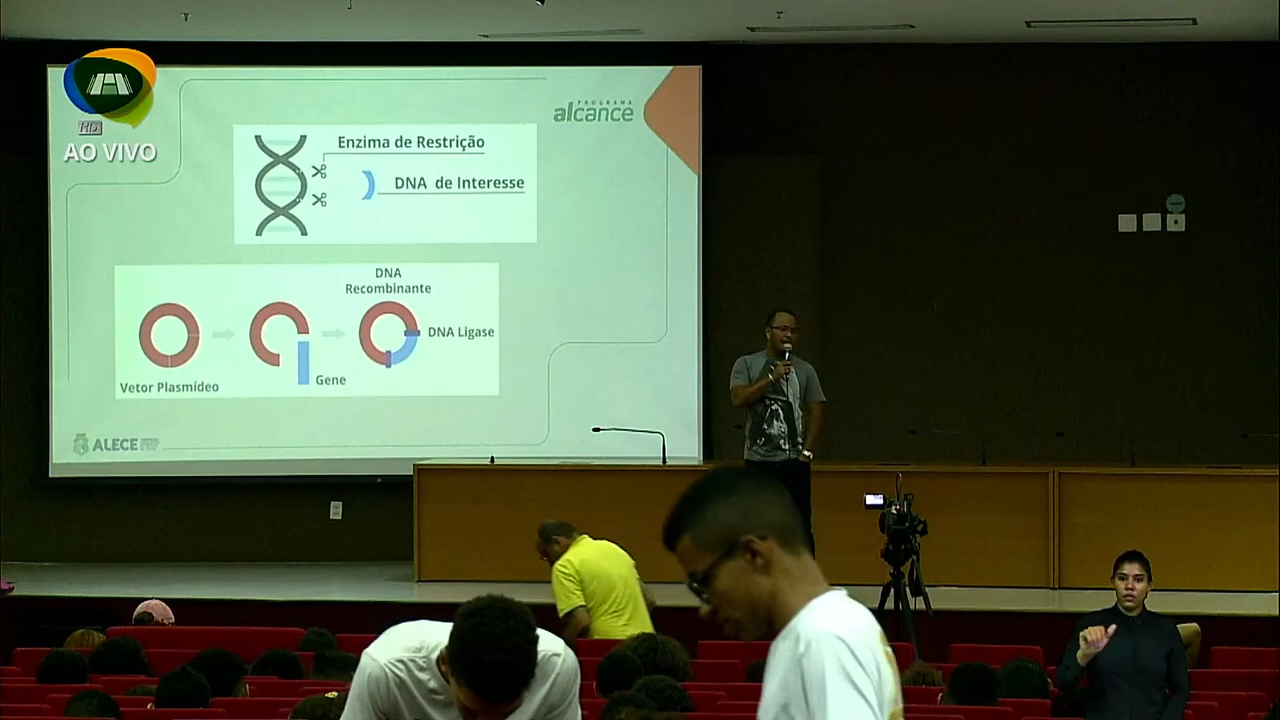 HD
AO VIVO
PROGRAMA
alcance
Enzima de Restrição
DNA de Interesse
DNA
Recombinante
DNA Ligase
Gene
Vetor Plasmídeo
ALECE